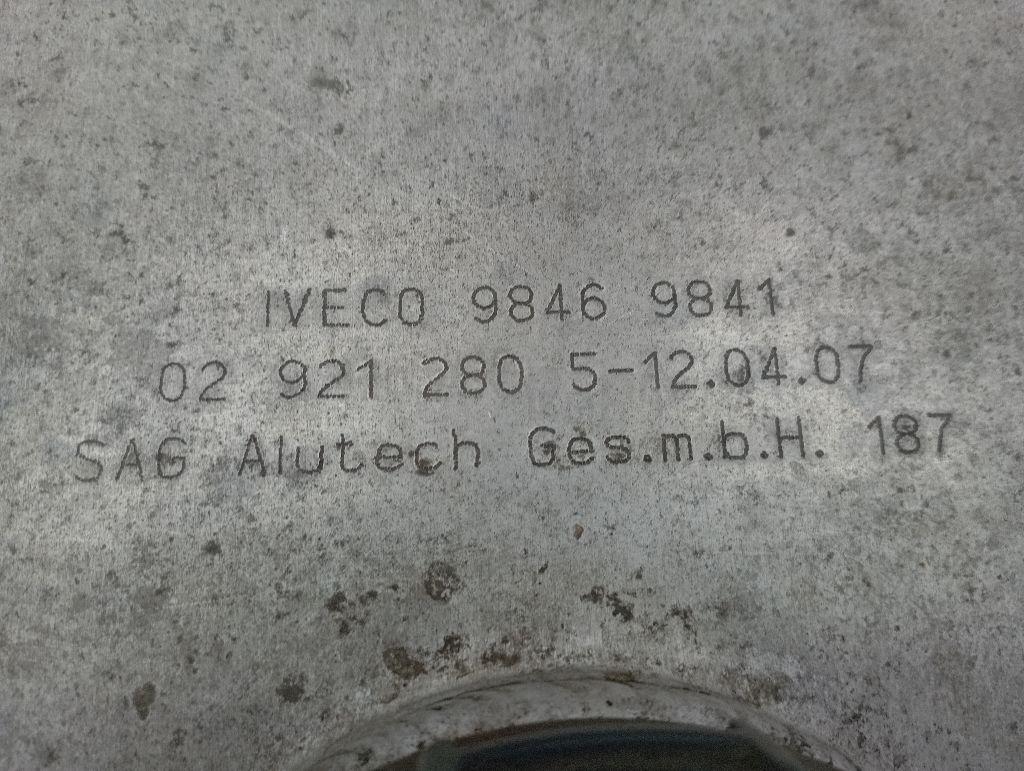 IVECO 9846 9841
02 921 280 5-12.04.07
SAG Alutech Ges.m.b.H. 187